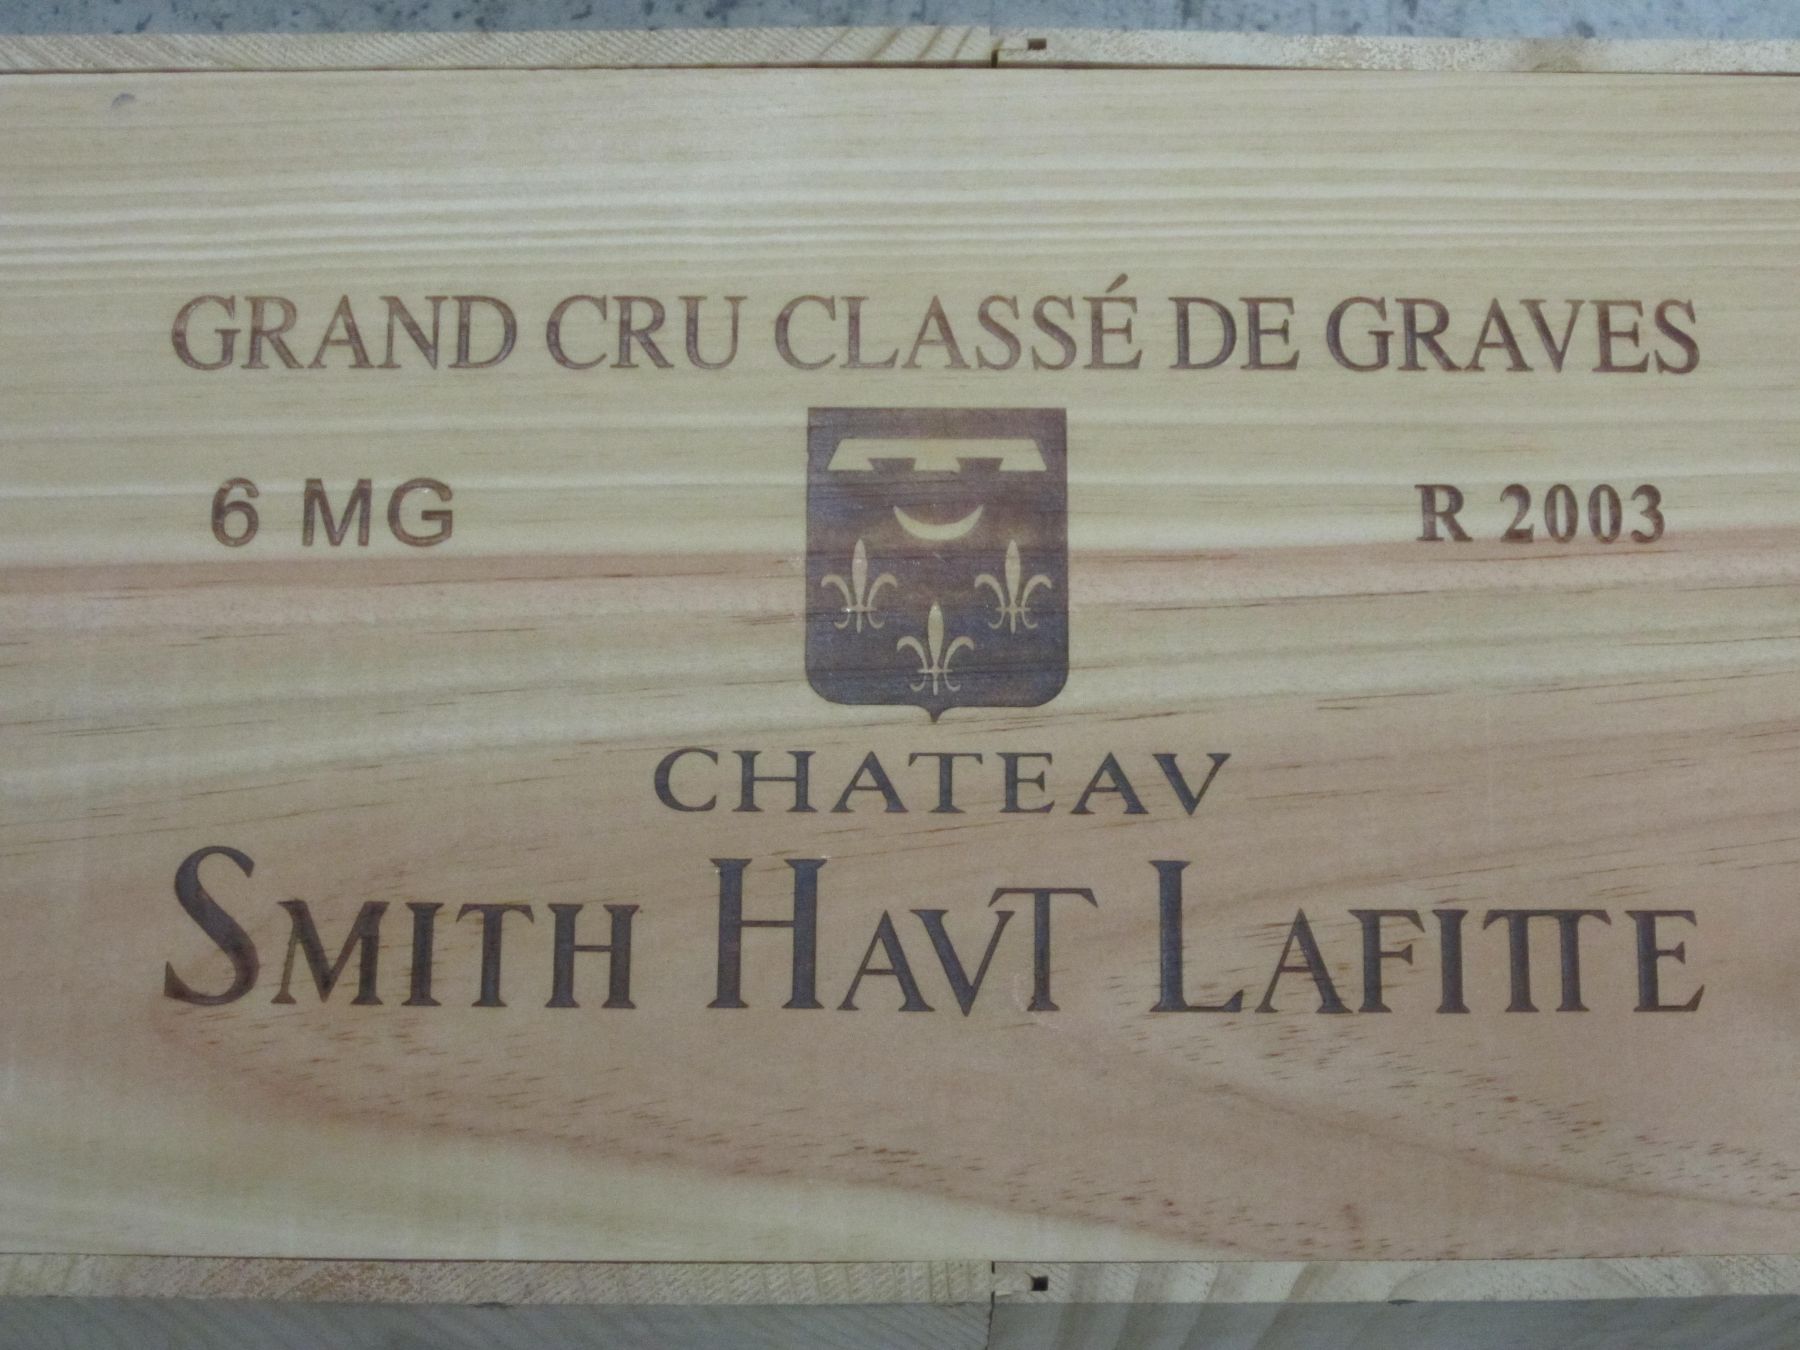 GRAND CRU CLASSÉ DE GRAVES
6 MG R 2003
CHATEAV
SMITH HAVT LAFITTE